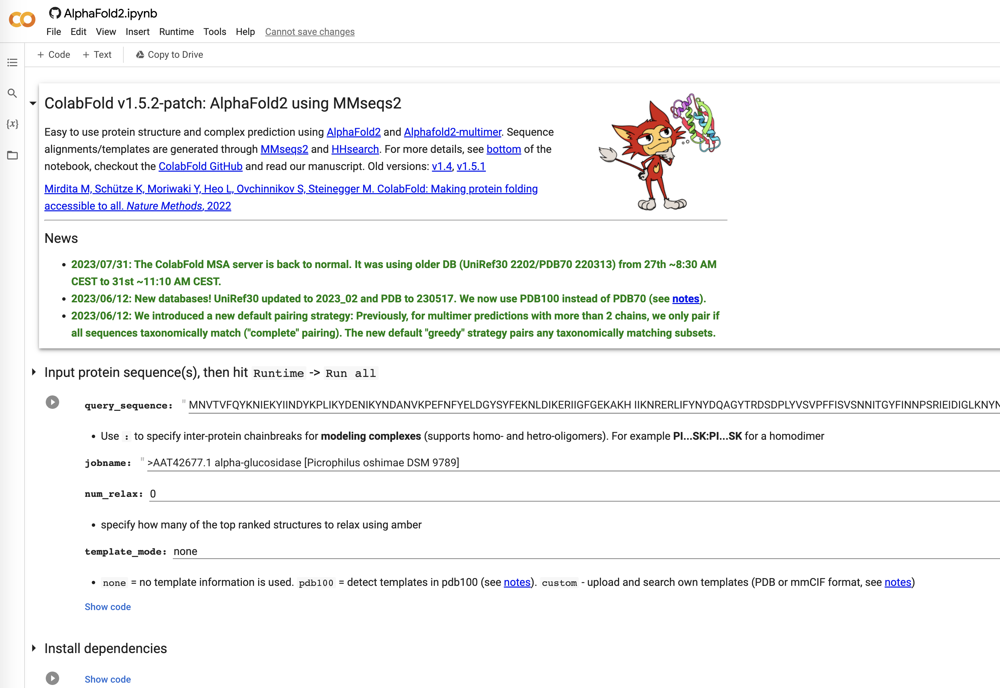 AlphaFold2.ipynb
File Edit View Insert Runtime Tools Help Cannot save changes
+ Code + Text Copy to Drive
{x}
ColabFold v1.5.2-patch: AlphaFold2 using MMseqs2
Easy to use protein structure and complex prediction using AlphaFold2 and Alphafold2-multimer. Sequence
alignments/templates are generated through MMseqs2 and HHsearch. For more details, see bottom of the
notebook, checkout the ColabFold GitHub and read our manuscript. Old versions: v1.4, v1.5.1
Mirdita M, Schütze K, Moriwaki Y, Heo L, Ovchinnikov S, Steinegger M. ColabFold: Making protein folding
accessible to all. Nature Methods, 2022
News
• 2023/07/31: The ColabFold MSA server is back to normal. It was using older DB (UniRef30 2202/PDB70 220313) from 27th ~8:30 AM
CEST to 31st ~11:10 AM CEST.
• 2023/06/12: New databases! UniRef30 updated to 2023_02 and PDB to 230517. We now use PDB100 instead of PDB70 (see notes).
• 2023/06/12: We introduced a new default pairing strategy: Previously, for multimer predictions with more than 2 chains, we only pair if
all sequences taxonomically match ("complete" pairing). The new default "greedy" strategy pairs any taxonomically matching subsets.
Input protein sequence(s), then hit Runtime -> Run all
query_sequence: "MNVTVFQYKNIEKYIINDYKPLIKYDENIKYNDANVKPEFNFYELDGYSYFEKNLDIKERIIGFGEKAKH IIKNRERLIFYNYDQAGYTRDSDPLYVSVPFFISVSNNITGYFINNPSRIEIDIGLKNYN
• Use : to specify inter-protein chainbreaks for modeling complexes (supports homo- and hetro-oligomers). For example PI...SK:PI...SK for a homodimer
jobname: ">AAT42677.1 alpha-glucosidase [Picrophilus oshimae DSM 9789]
num_relax: 0
• specify how many of the top ranked structures to relax using amber
template_mode: none
• none = no template information is used. pdb100 = detect templates in pdb100 (see notes). custom - upload and search own templates (PDB or mmCIF format, see notes)
Show code
Install dependencies
Show code